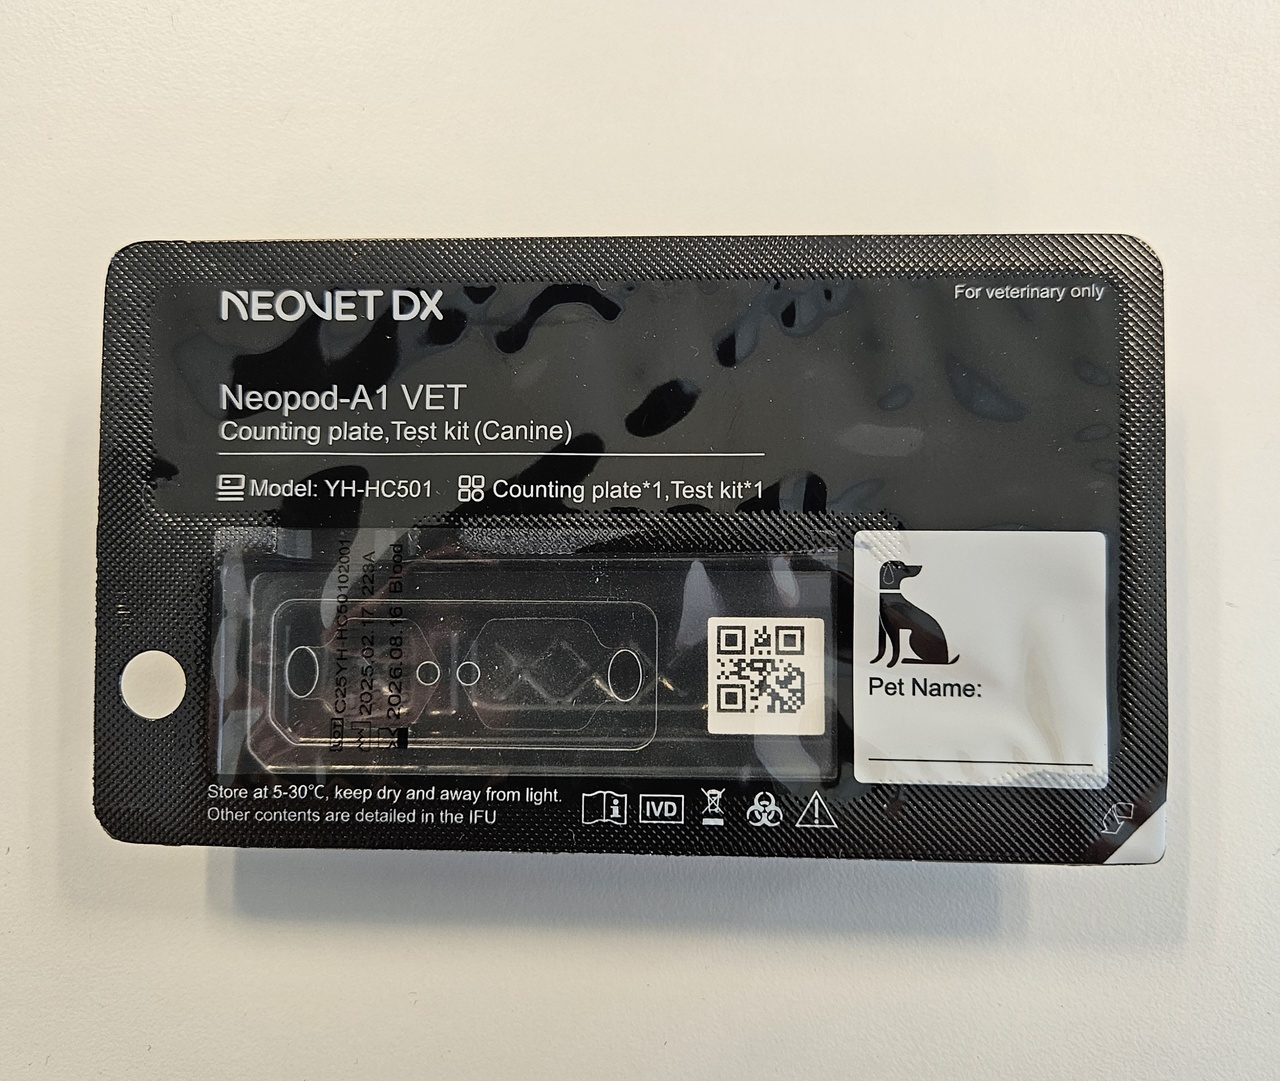 NEOVET DX
For veterinary only
Neopod-A1 VET
Counting plate,Test kit (Canine)
Model: YH-HC501
Counting plate*1,Test kit*1
LOT C25YH-HC50102001
2025.02.17 223A
2026.08.16 Blood
Pet Name:
Store at 5-30℃, keep dry and away from light.
Other contents are detailed in the IFU
IVD